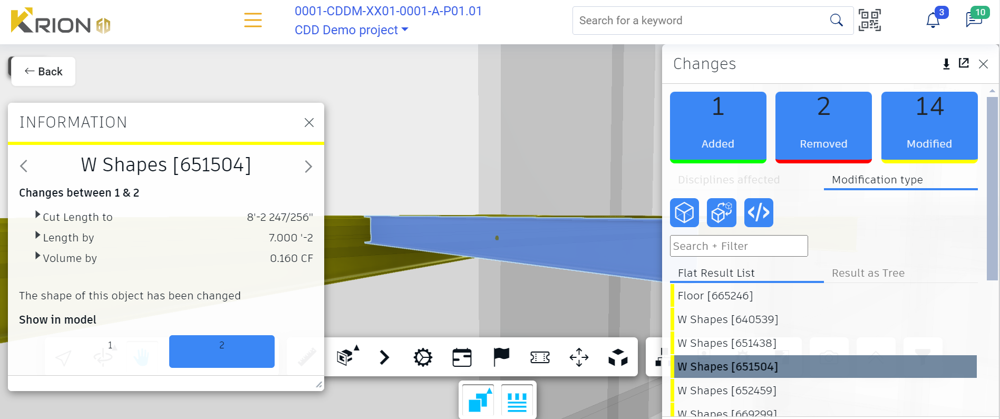 KRION 6D
0001-CDDM-XX01-0001-A-P01.01
CDD Demo project
Search for a keyword
3
10
← Back
INFORMATION
W Shapes [651504]
Changes between 1 & 2
Cut Length to 8'-2 247/256"
Length by 7.000 '-2
Volume by 0.160 CF
The shape of this object has been changed
Show in model
1
2
Changes
1 Added
2 Removed
14 Modified
Disciplines affected
Modification type
Search + Filter
Flat Result List
Result as Tree
Floor [665246]
W Shapes [640539]
W Shapes [651438]
W Shapes [651504]
W Shapes [652459]
W Shapes [669299]